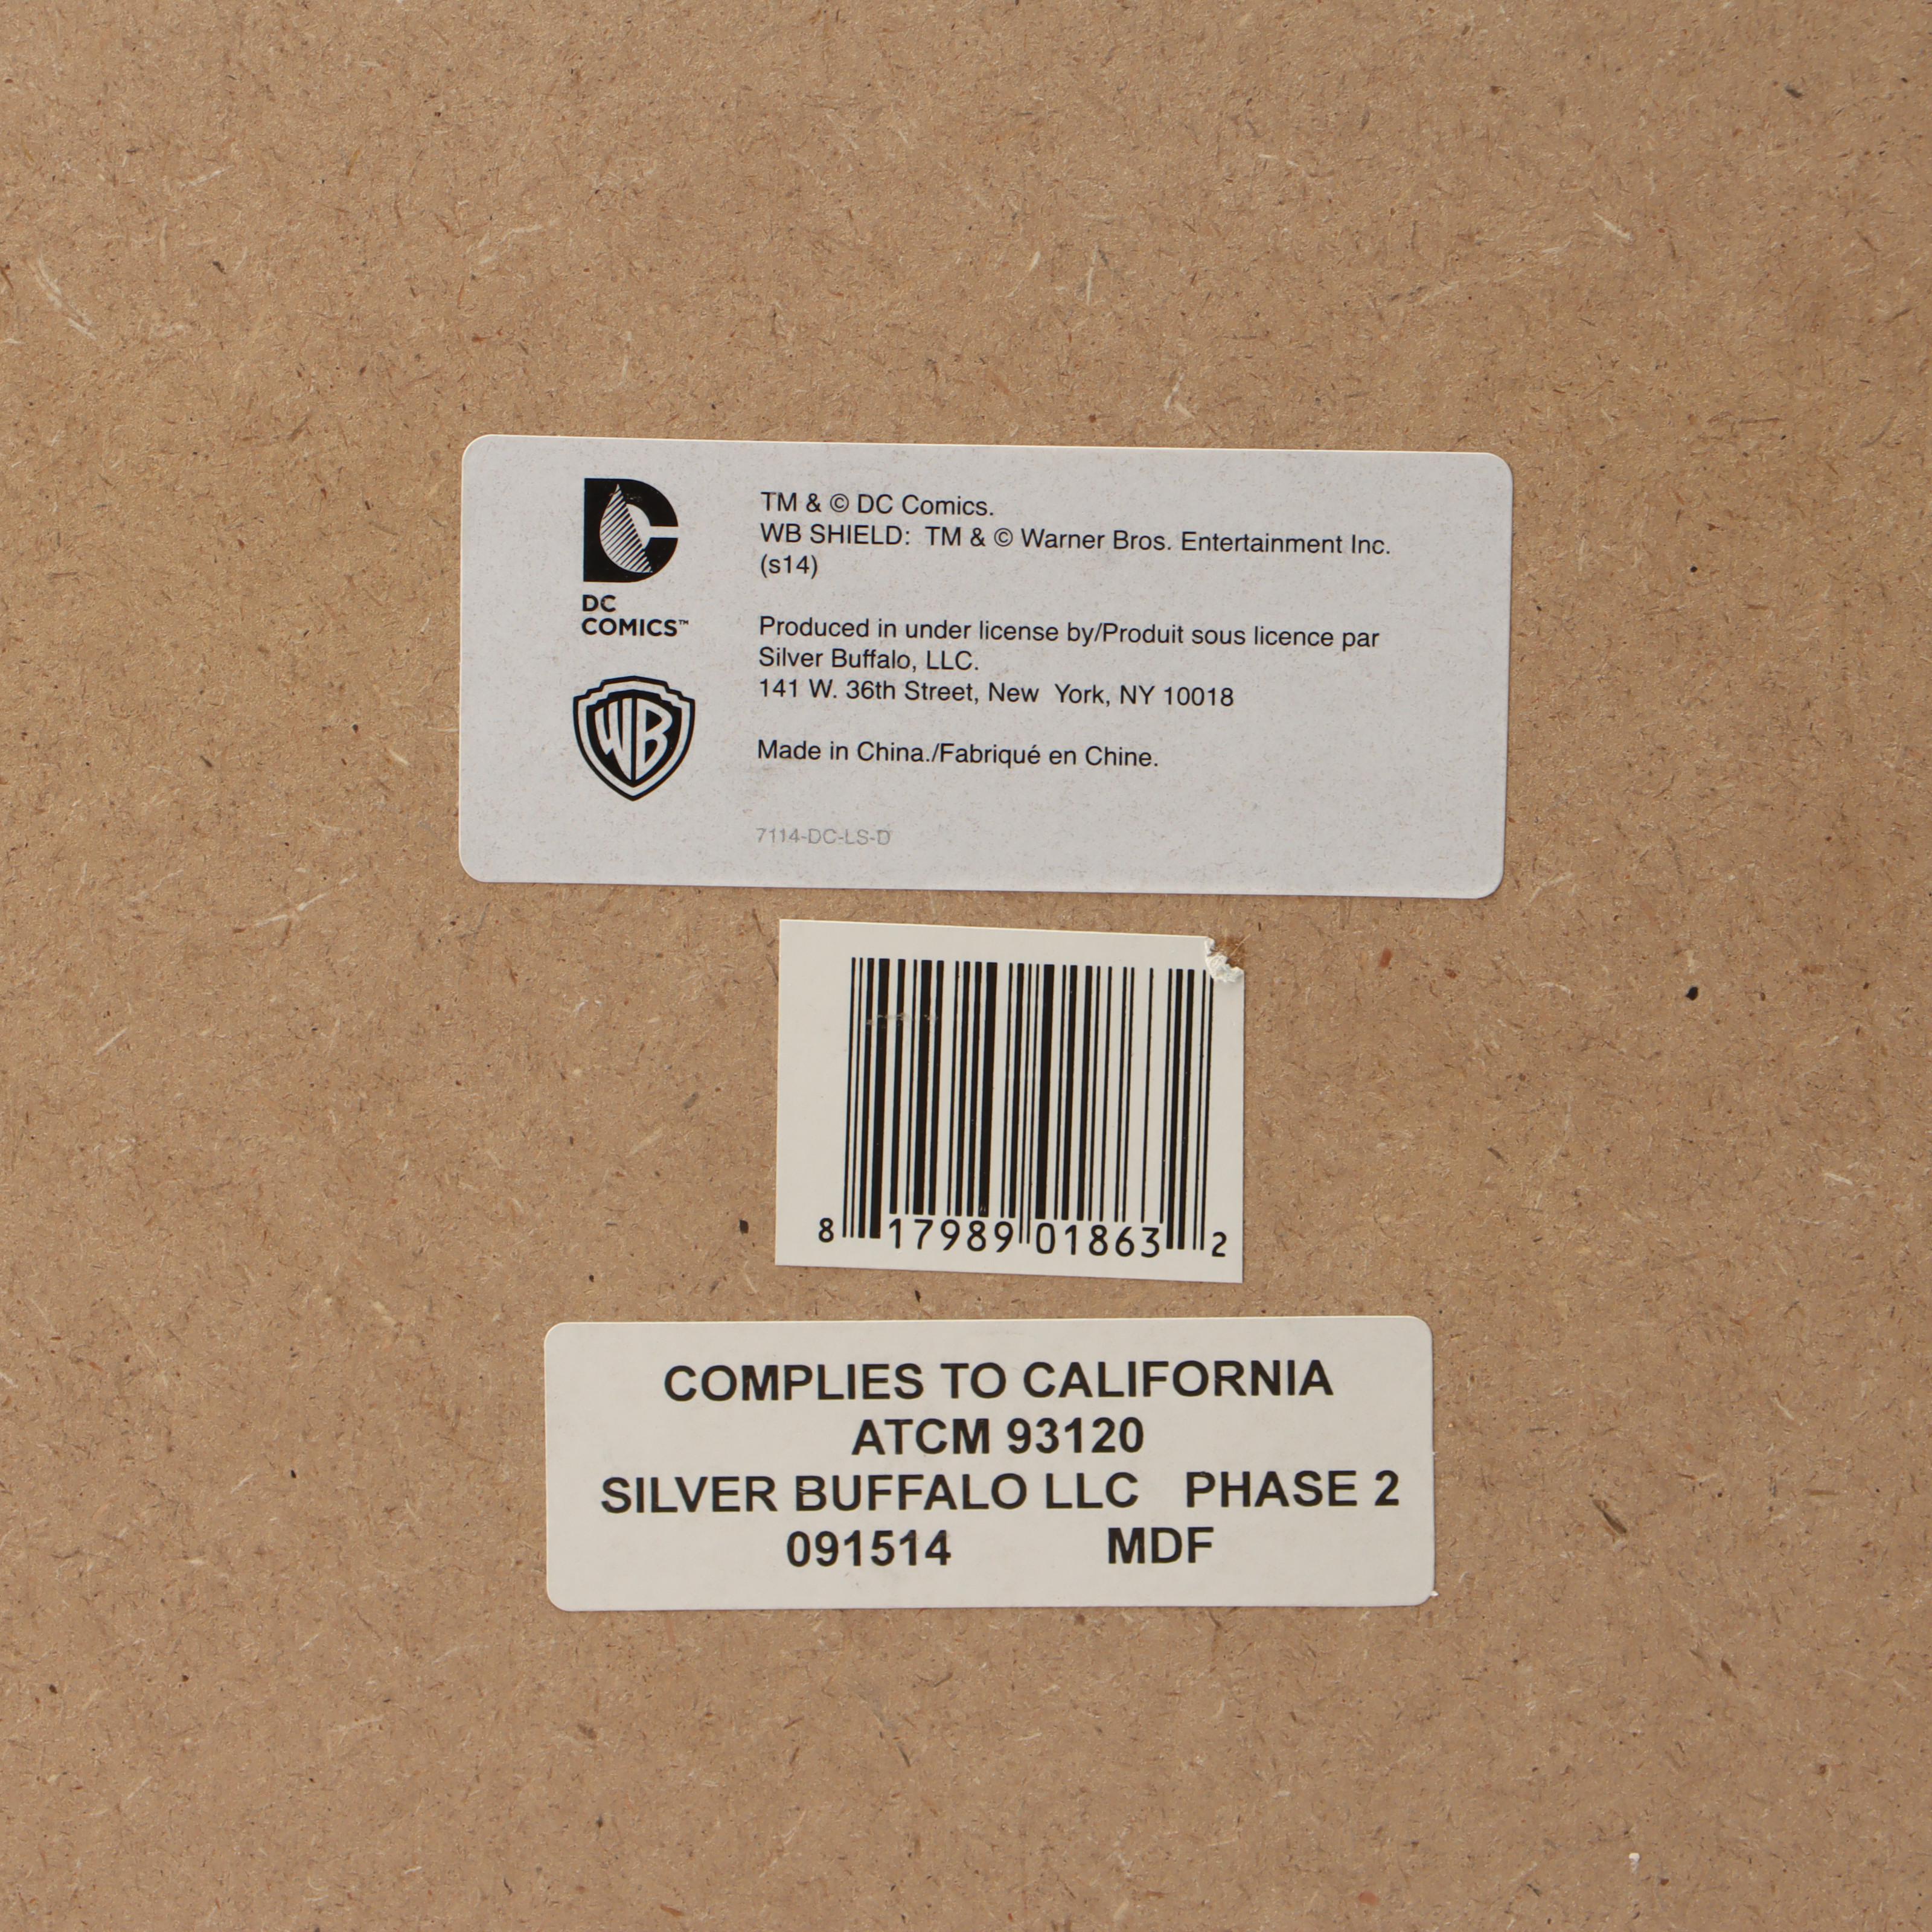 DC
COMICS™
WB
TM & © DC Comics.
WB SHIELD: TM & © Warner Bros. Entertainment Inc.
(s14)
Produced in under license by/Produit sous licence par
Silver Buffalo, LLC.
141 W. 36th Street, New York, NY 10018
Made in China./Fabriqué en Chine.
7114-DC-LS-D
8 17989 01863 2
COMPLIES TO CALIFORNIA
ATCM 93120
SILVER BUFFALO LLC PHASE 2
091514 MDF